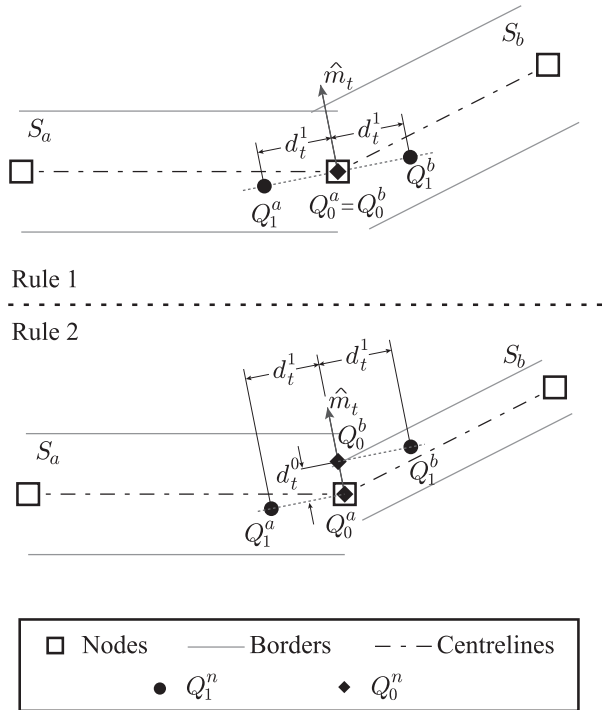 S_b
m̂_t
S_a
d_t^1 d_t^1
Q_1^a Q_0^a=Q_0^b Q_1^b
Rule 1
Rule 2
d_t^1 d_t^1
S_b
m̂_t
S_a
Q_0^b
d_t^0
Q_1^b
Q_1^a Q_0^a
Nodes Borders Centrelines
Q_1^n Q_0^n